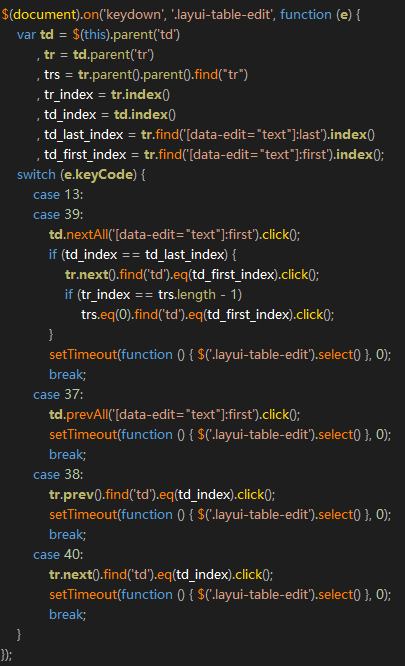 $(document).on('keydown', '.layui-table-edit', function (e) {
    var td = $(this).parent('td')
        , tr = td.parent('tr')
        , trs = tr.parent().parent().find("tr")
        , tr_index = tr.index()
        , td_index = td.index()
        , td_last_index = tr.find('[data-edit="text"]:last').index()
        , td_first_index = tr.find('[data-edit="text"]:first').index();
    switch (e.keyCode) {
        case 13:
        case 39:
            td.nextAll('[data-edit="text"]:first').click();
            if (td_index == td_last_index) {
                tr.next().find('td').eq(td_first_index).click();
                if (tr_index == trs.length - 1)
                    trs.eq(0).find('td').eq(td_first_index).click();
            }
            setTimeout(function () { $('.layui-table-edit').select() }, 0);
            break;
        case 37:
            td.prevAll('[data-edit="text"]:first').click();
            setTimeout(function () { $('.layui-table-edit').select() }, 0);
            break;
        case 38:
            tr.prev().find('td').eq(td_index).click();
            setTimeout(function () { $('.layui-table-edit').select() }, 0);
            break;
        case 40:
            tr.next().find('td').eq(td_index).click();
            setTimeout(function () { $('.layui-table-edit').select() }, 0);
            break;
    }
});